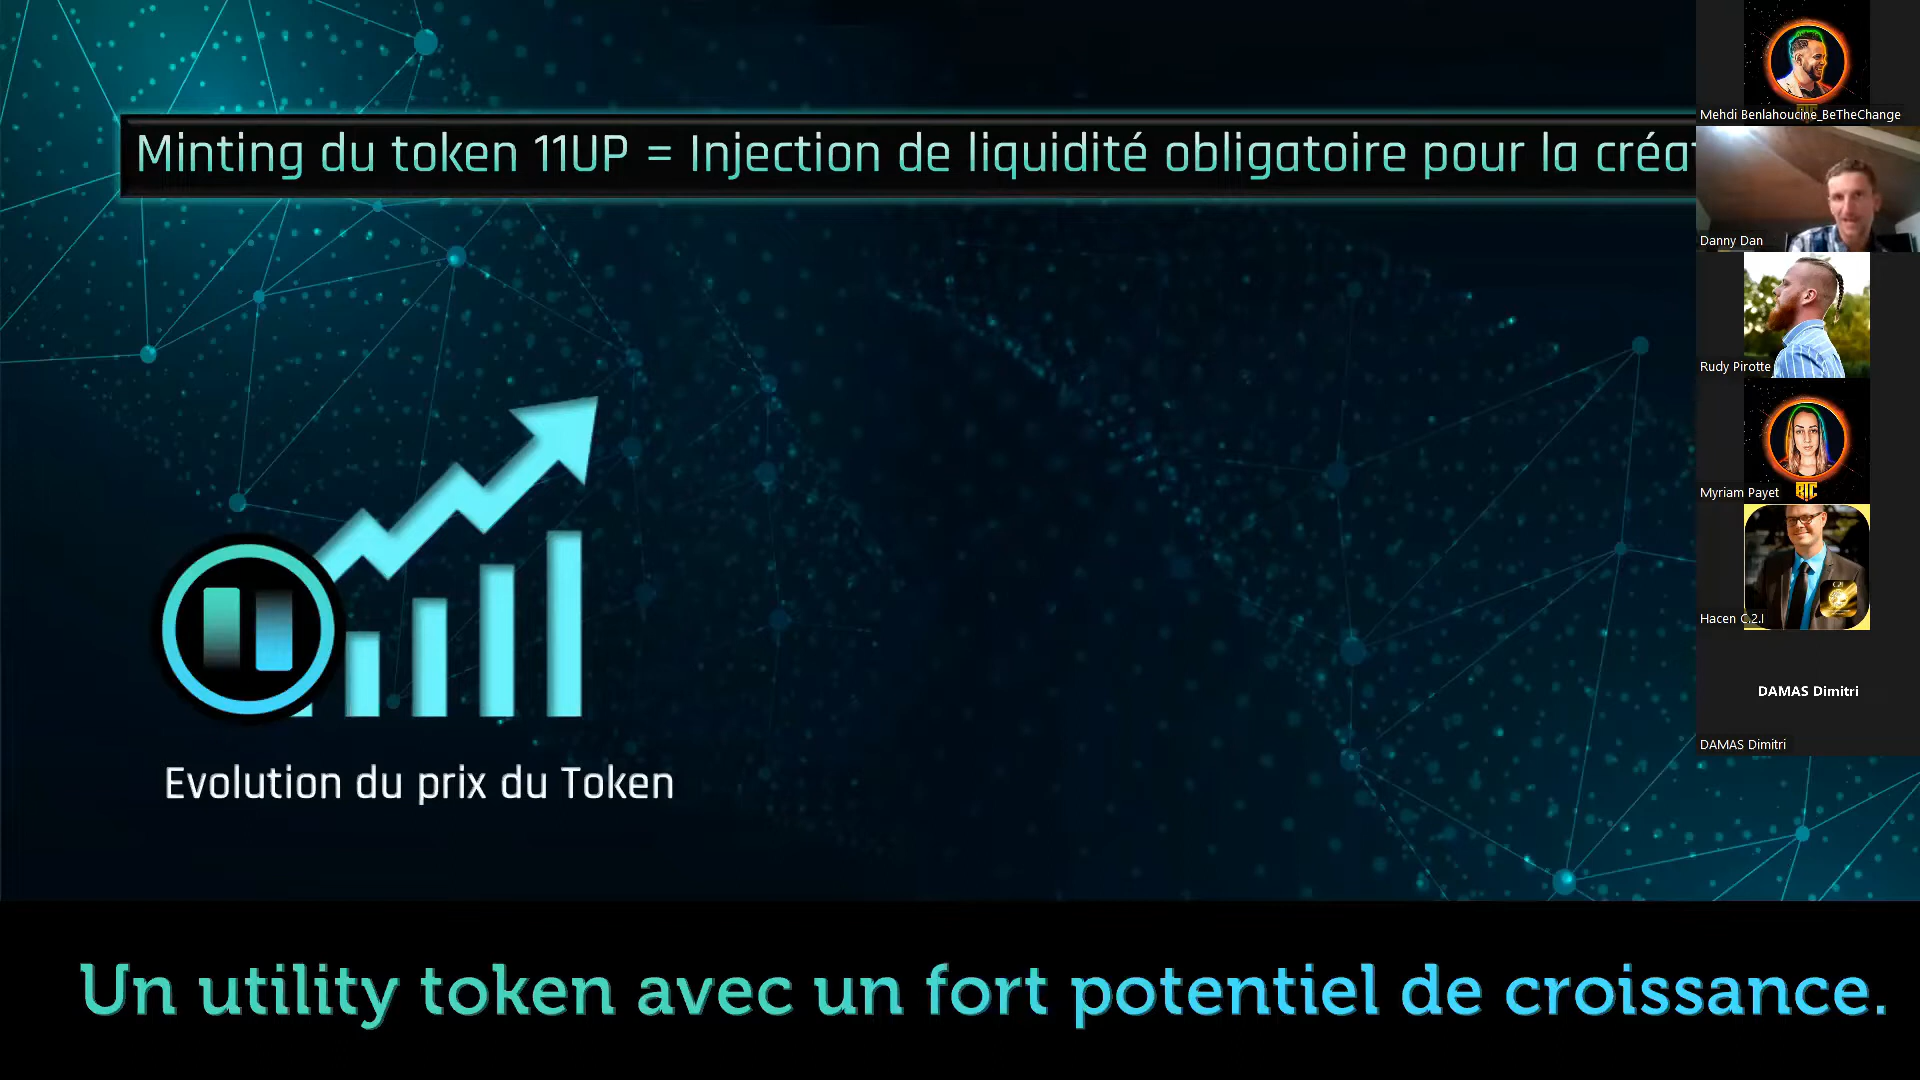 Minting du token 11UP = Injection de liquidité obligatoire pour la
Evolution du prix du Token
Un utility token avec un fort potentiel de croissance.
Mehdi Benlahoucine_BeTheChange
Danny Dan
Rudy Pirotte
Myriam Payet
BTC
Hacen C.2.I
DAMAS Dimitri
DAMAS Dimitri